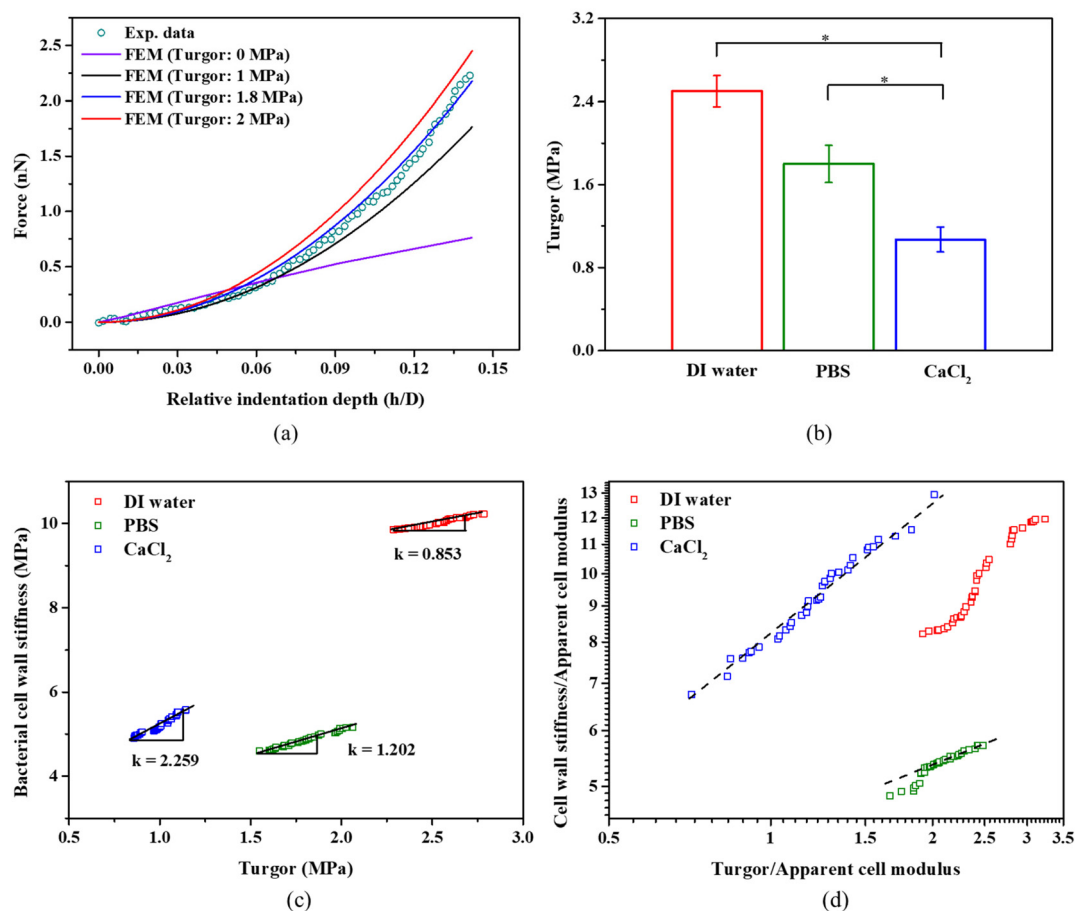 Exp. data
FEM (Turgor: 0 MPa)
FEM (Turgor: 1 MPa)
FEM (Turgor: 1.8 MPa)
FEM (Turgor: 2 MPa)
2.5
2.0
1.5
1.0
0.5
0.0
Force (nN)
0.00 0.03 0.06 0.09 0.12 0.15
Relative indentation depth (h/D)
(a)
3.2
2.4
1.6
0.8
0.0
Turgor (MPa)
*
*
DI water PBS CaCl₂
(b)
DI water
PBS
CaCl₂
10
8
6
4
Bacterial cell wall stiffness (MPa)
k = 0.853
k = 2.259
k = 1.202
0.5 1.0 1.5 2.0 2.5 3.0
Turgor (MPa)
(c)
DI water
PBS
CaCl₂
13
12
11
10
9
8
7
6
5
Cell wall stiffness/Apparent cell modulus
0.5 1 1.5 2 2.5 3 3.5
Turgor/Apparent cell modulus
(d)